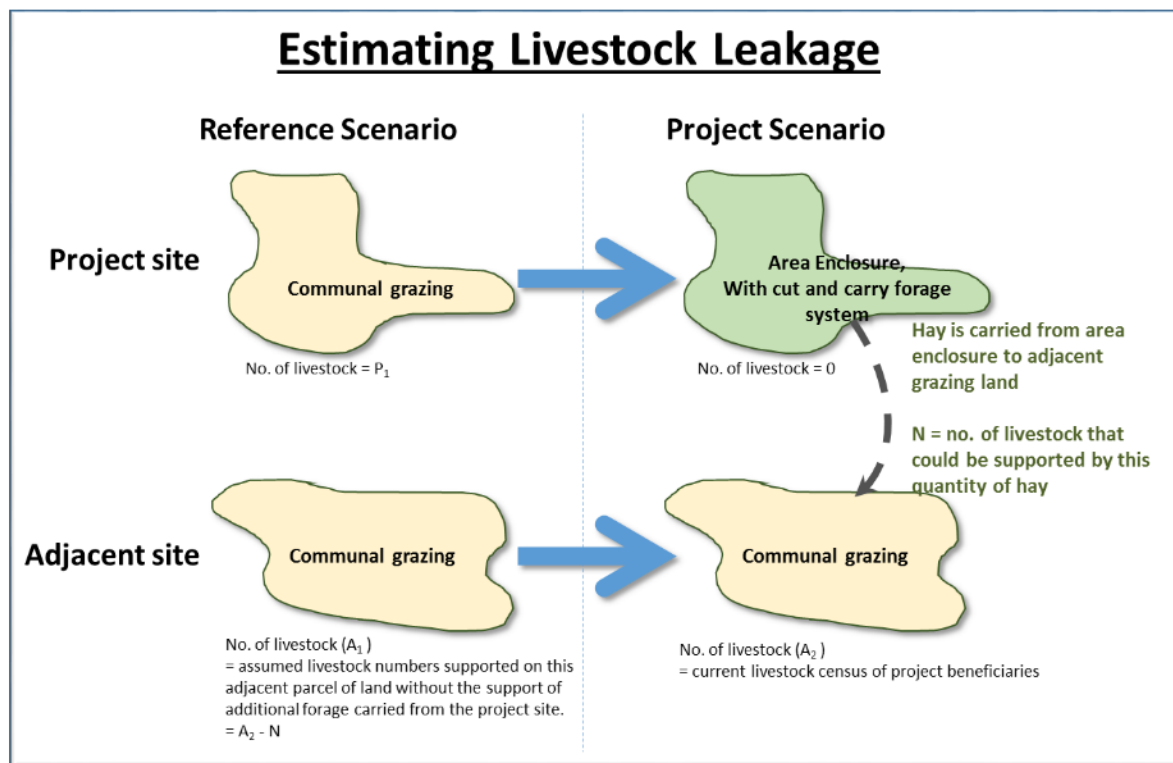 Estimating Livestock Leakage
Reference Scenario
Project Scenario
Project site
Communal grazing
No. of livestock = P₁
Area Enclosure,
With cut and carry forage
system
No. of livestock = 0
Hay is carried from area
enclosure to adjacent
grazing land
N = no. of livestock that
could be supported by this
quantity of hay
Adjacent site
Communal grazing
No. of livestock (A₁ )
= assumed livestock numbers supported on this
adjacent parcel of land without the support of
additional forage carried from the project site.
= A₂ - N
Communal grazing
No. of livestock (A₂ )
= current livestock census of project beneficiaries